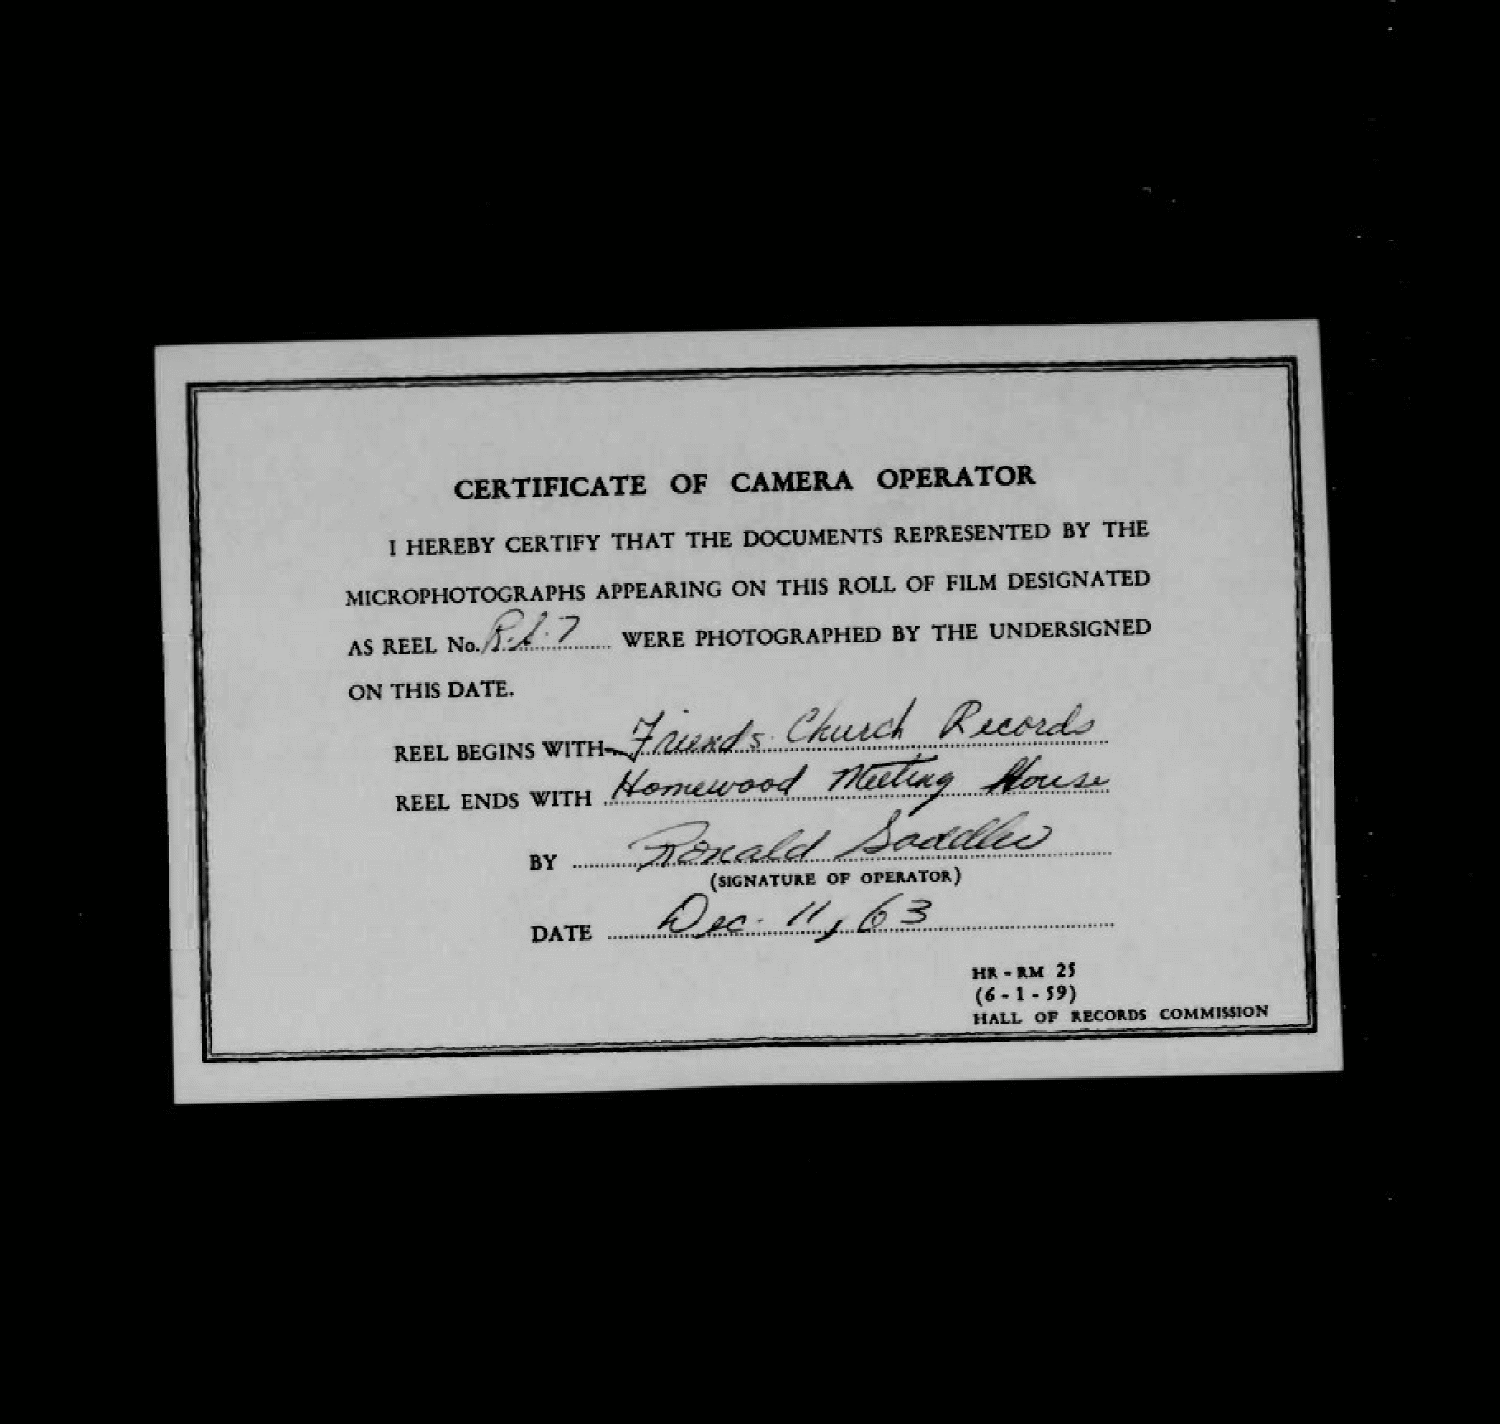 CERTIFICATE OF CAMERA OPERATOR
I HEREBY CERTIFY THAT THE DOCUMENTS REPRESENTED BY THE
MICROPHOTOGRAPHS APPEARING ON THIS ROLL OF FILM DESIGNATED
AS REEL No. WERE PHOTOGRAPHED BY THE UNDERSIGNED
ON THIS DATE.
REEL BEGINS WITH Friends Church Records
REEL ENDS WITH Homewood Meeting House
BY Ronald
(SIGNATURE OF OPERATOR)
DATE Dec. 11, 63
HR - RM 25
(6 - 1 - 59)
HALL OF RECORDS COMMISSION